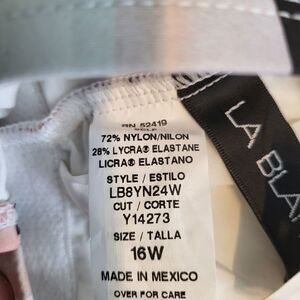 RN 52419
SELF
72% NYLON/NILON
28% LYCRA® ELASTANE
LICRA® ELASTANO
STYLE / ESTILO
LB8YN24W
CUT / CORTE
Y14273
SIZE / TALLA
16W
MADE IN MEXICO
OVER FOR CARE
LA BLA